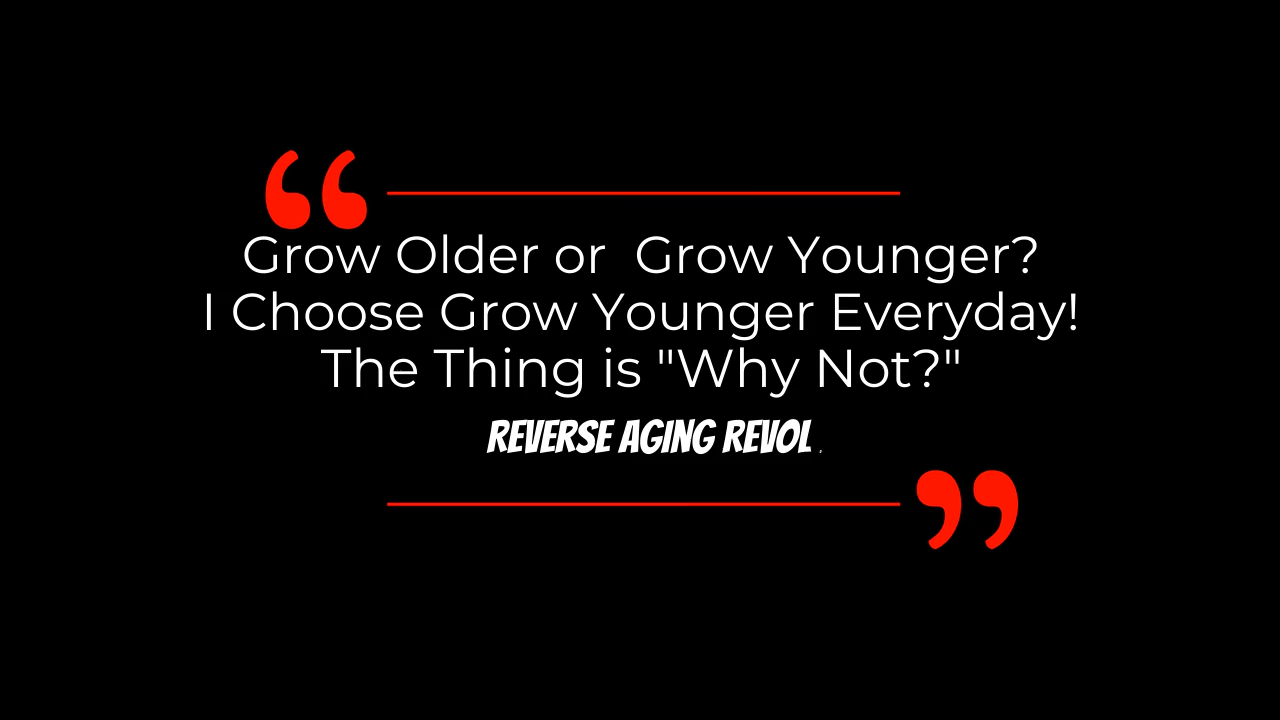 Grow Older or  Grow Younger?
I Choose Grow Younger Everyday!
The Thing is "Why Not?"
REVERSE AGING REVOL